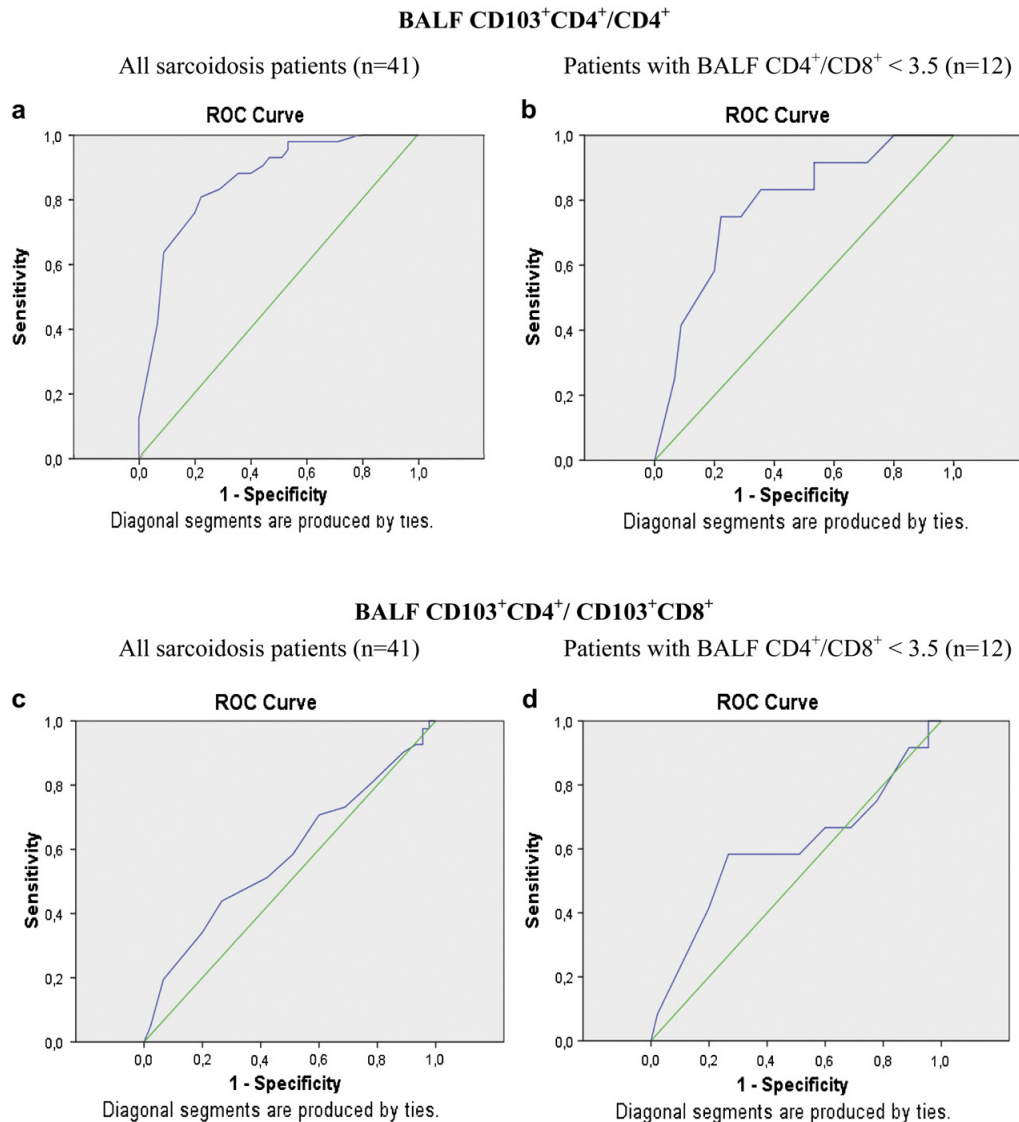 BALF CD103⁺CD4⁺/CD4⁺
All sarcoidosis patients (n=41)
Patients with BALF CD4⁺/CD8⁺ < 3.5 (n=12)
a
ROC Curve
1,0
0,8
0,6
0,4
0,2
0,0
Sensitivity
0,0 0,2 0,4 0,6 0,8 1,0
1 - Specificity
Diagonal segments are produced by ties.
b
ROC Curve
1,0
0,8
0,6
0,4
0,2
0,0
Sensitivity
0,0 0,2 0,4 0,6 0,8 1,0
1 - Specificity
Diagonal segments are produced by ties.
BALF CD103⁺CD4⁺/ CD103⁺CD8⁺
All sarcoidosis patients (n=41)
Patients with BALF CD4⁺/CD8⁺ < 3.5 (n=12)
c
ROC Curve
1,0
0,8
0,6
0,4
0,2
0,0
Sensitivity
0,0 0,2 0,4 0,6 0,8 1,0
1 - Specificity
Diagonal segments are produced by ties.
d
ROC Curve
1,0
0,8
0,6
0,4
0,2
0,0
Sensitivity
0,0 0,2 0,4 0,6 0,8 1,0
1 - Specificity
Diagonal segments are produced by ties.